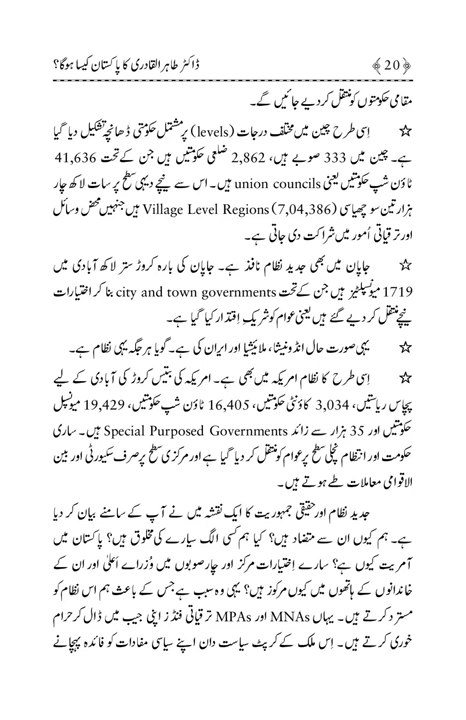 ڈاکٹر طاہر القادری کا پاکستان کیسا ہوگا؟ ﴿ 20 ﴾
مقامی حکومتوں کو منتقل کر دیے جائیں گے۔
☆ اِسی طرح چین میں مختلف درجات (levels) پر مشتمل حکومتی ڈھانچہ تشکیل دیا گیا
ہے۔ چین میں 333 صوبے ہیں، 2,862 ضلعی حکومتیں ہیں جن کے تحت 41,636
ٹاؤن شپ حکومتیں یعنی union councils ہیں۔ اس سے نیچے دیہی سطح پر سات لاکھ چار
ہزار تین سو چھیاسی (7,04,386) Village Level Regions ہیں جنہیں محض وسائل
اور ترقیاتی اُمور میں شراکت دی جاتی ہے۔
☆ جاپان میں بھی جدید نظام نافذ ہے۔ جاپان کی بارہ کروڑ ستر لاکھ آبادی میں
1719 میونسپلٹیز ہیں جن کے تحت city and town governments بنا کر اختیارات
نیچے منتقل کر دیے گئے ہیں یعنی عوام کو شریکِ اِقتدار کیا گیا ہے۔
☆ یہی صورت حال انڈونیشا، ملائیشیا اور ایران کی ہے۔ گویا ہر جگہ یہی نظام ہے۔
☆ اِسی طرح کا نظام امریکہ میں بھی ہے۔ امریکہ کی بتیس کروڑ کی آبادی کے لیے
پچاس ریاستیں، 3,034 کاؤنٹی حکومتیں، 16,405 ٹاؤن شپ حکومتیں، 19,429 میونسپل
حکومتیں اور 35 ہزار سے زائد Special Purposed Governments ہیں۔ ساری
حکومت اور انتظام نچلی سطح پر عوام کو منتقل کر دیا گیا ہے اور مرکزی سطح پر صرف سکیورٹی اور بین
الاقوامی معاملات طے ہوتے ہیں۔
جدید نظام اور حقیقی جمہوریت کا ایک نقشہ میں نے آپ کے سامنے بیان کر دیا
ہے۔ ہم کیوں ان سے متضاد ہیں؟ کیا ہم کسی الگ سیارے کی مخلوق ہیں؟ پاکستان میں
آمریت کیوں ہے؟ سارے اِختیارات مرکز اور چار صوبوں میں وُزراے اَعلیٰ اور ان کے
خاندانوں کے ہاتھوں میں کیوں مرکوز ہیں؟ یہی وہ سبب ہے جس کے باعث ہم اس نظام کو
مسترد کرتے ہیں۔ یہاں MNAs اور MPAs ترقیاتی فنڈز اپنی جیب میں ڈال کر حرام
خوری کرتے ہیں۔ اِس ملک کے کرپٹ سیاست دان اپنے سیاسی مفادات کو فائدہ پہچانے